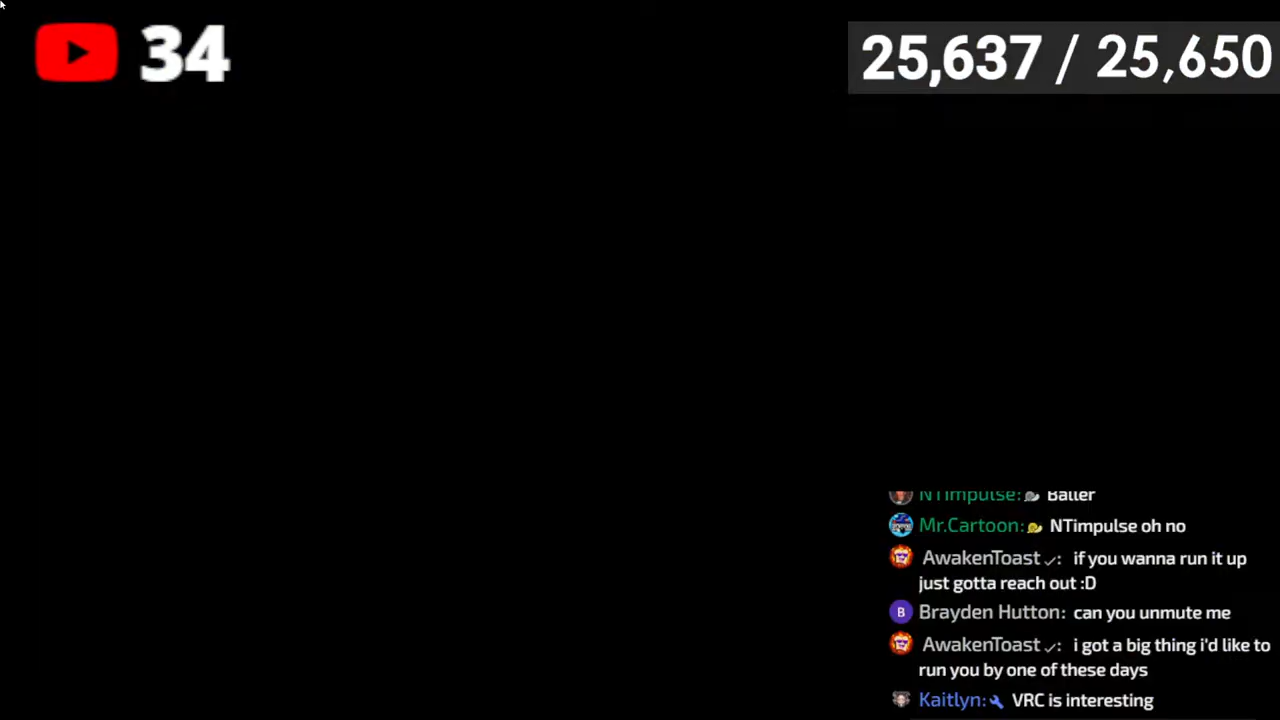 34
25,637 / 25,650
NTimpulse: Baller
Mr.Cartoon: NTimpulse oh no
AwakenToast: if you wanna run it up
just gotta reach out :D
B Brayden Hutton: can you unmute me
AwakenToast: i got a big thing i'd like to
run you by one of these days
Kaitlyn: VRC is interesting